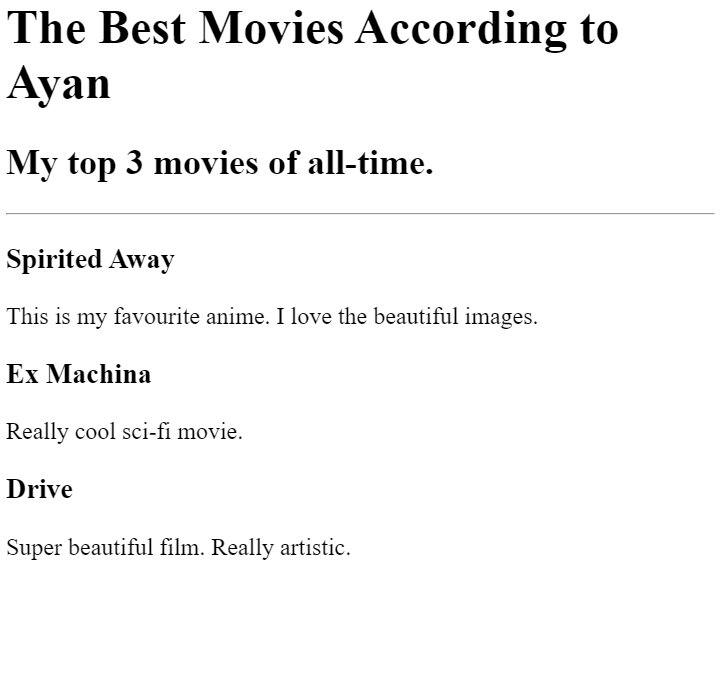 The Best Movies According to
Ayan
My top 3 movies of all-time.
Spirited Away
This is my favourite anime. I love the beautiful images.
Ex Machina
Really cool sci-fi movie.
Drive
Super beautiful film. Really artistic.